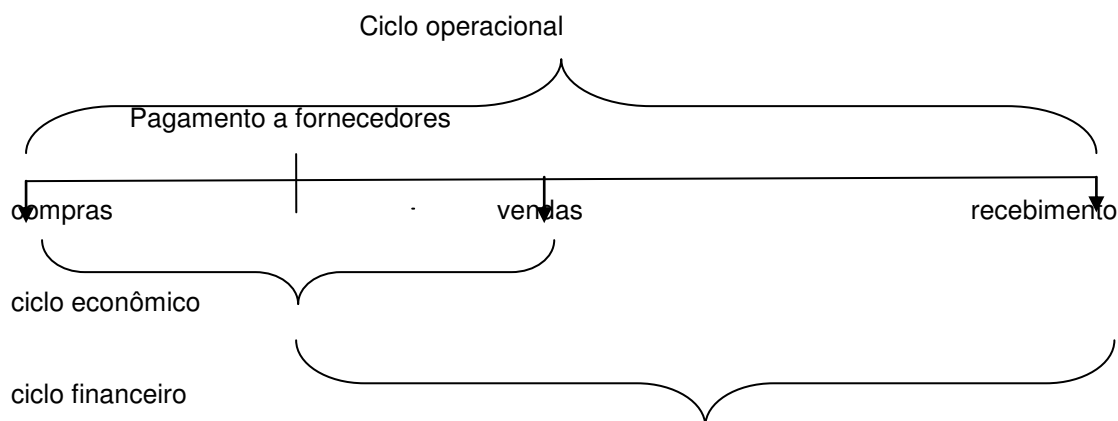 Ciclo operacional
Pagamento a fornecedores
compras vendas recebimento
ciclo econômico
ciclo financeiro